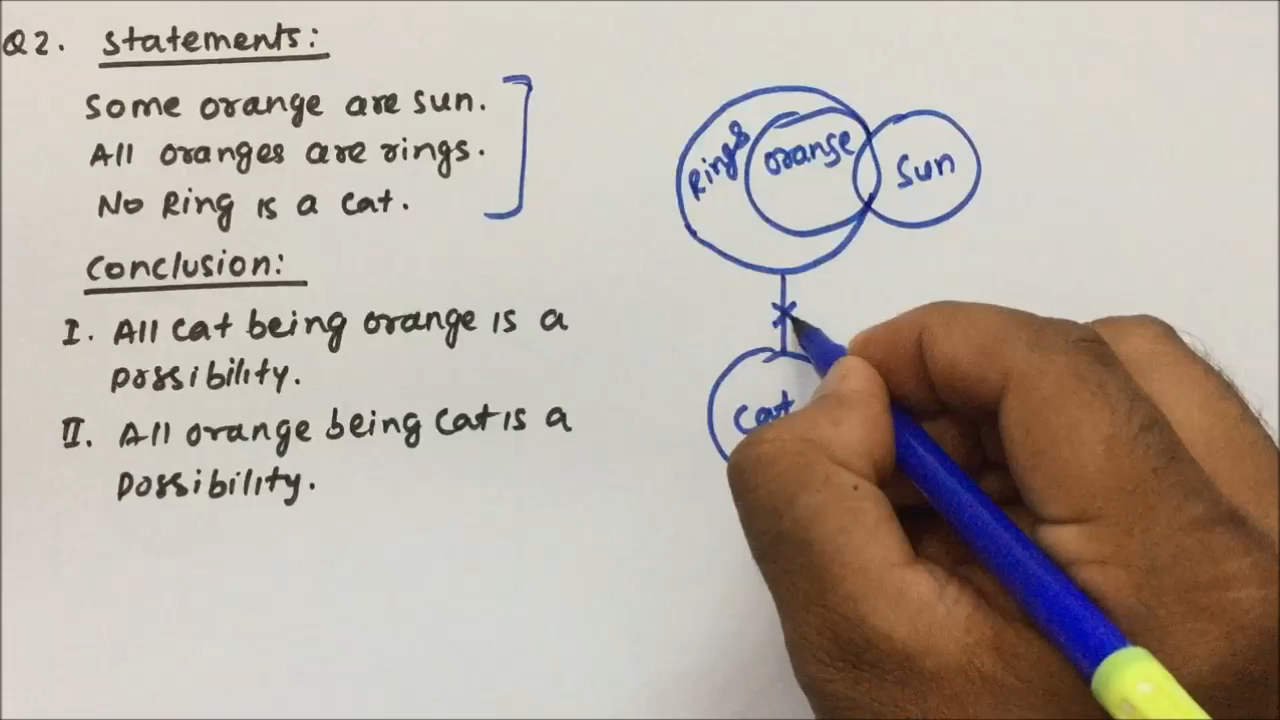 Q2. Statements:
Some orange are sun.
All oranges are rings.
No Ring is a cat.
Conclusion:
I. All cat being orange is a
possibility.
II. All orange being cat is a
possibility.
Rings
orange
Sun
Cat